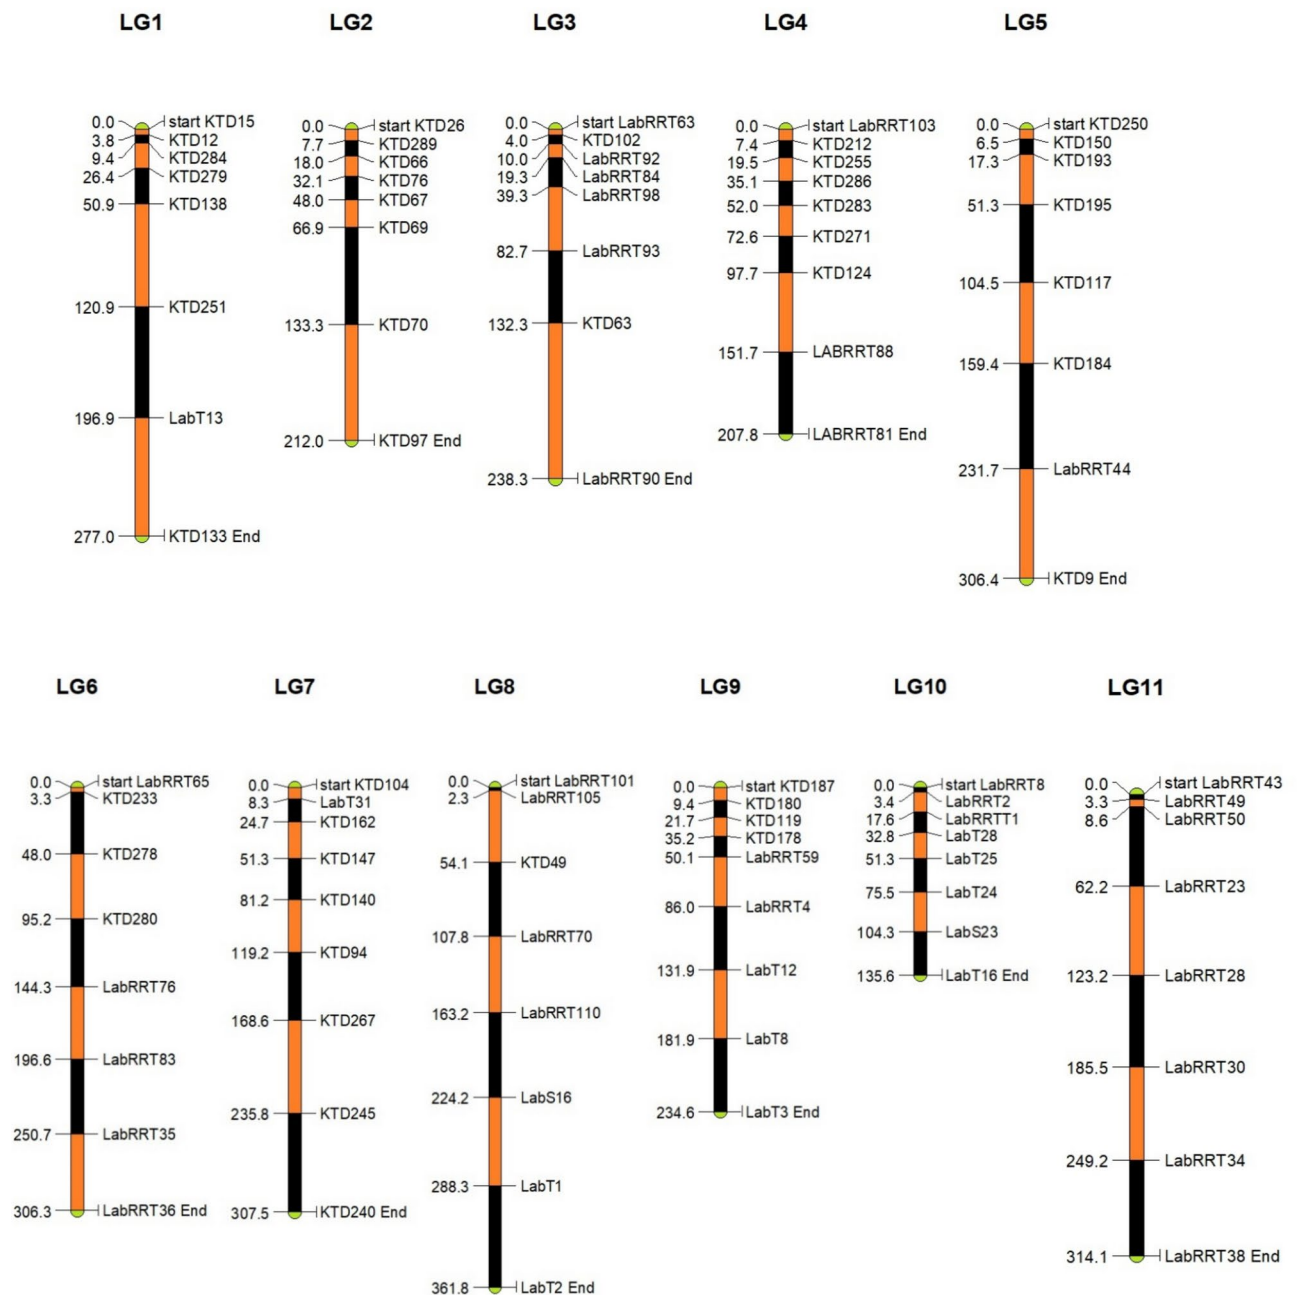 LG1
0.0 start KTD15
3.8 KTD12
9.4 KTD284
26.4 KTD279
50.9 KTD138
120.9 KTD251
196.9 LabT13
277.0 KTD133 End
LG2
0.0 start KTD26
7.7 KTD289
18.0 KTD66
32.1 KTD76
48.0 KTD67
66.9 KTD69
133.3 KTD70
212.0 KTD97 End
LG3
0.0 start LabRRT63
4.0 KTD102
10.0 LabRRT92
19.3 LabRRT84
39.3 LabRRT98
82.7 LabRRT93
132.3 KTD63
238.3 LabRRT90 End
LG4
0.0 start LabRRT103
7.4 KTD212
19.5 KTD255
35.1 KTD286
52.0 KTD283
72.6 KTD271
97.7 KTD124
151.7 LABRRT88
207.8 LABRRT81 End
LG5
0.0 start KTD250
6.5 KTD150
17.3 KTD193
51.3 KTD195
104.5 KTD117
159.4 KTD184
231.7 LabRRT44
306.4 KTD9 End
LG6
0.0 start LabRRT65
3.3 KTD233
48.0 KTD278
95.2 KTD280
144.3 LabRRT76
196.6 LabRRT83
250.7 LabRRT35
306.3 LabRRT36 End
LG7
0.0 start KTD104
8.3 LabT31
24.7 KTD162
51.3 KTD147
81.2 KTD140
119.2 KTD94
168.6 KTD267
235.8 KTD245
307.5 KTD240 End
LG8
0.0 start LabRRT101
2.3 LabRRT105
54.1 KTD49
107.8 LabRRT70
163.2 LabRRT110
224.2 LabS16
288.3 LabT1
361.8 LabT2 End
LG9
0.0 start KTD187
9.4 KTD180
21.7 KTD119
35.2 KTD178
50.1 LabRRT59
86.0 LabRRT4
131.9 LabT12
181.9 LabT8
234.6 LabT3 End
LG10
0.0 start LabRRT8
3.4 LabRRT2
17.6 LabRRTT1
32.8 LabT28
51.3 LabT25
75.5 LabT24
104.3 LabS23
135.6 LabT16 End
LG11
0.0 start LabRRT43
3.3 LabRRT49
8.6 LabRRT50
62.2 LabRRT23
123.2 LabRRT28
185.5 LabRRT30
249.2 LabRRT34
314.1 LabRRT38 End